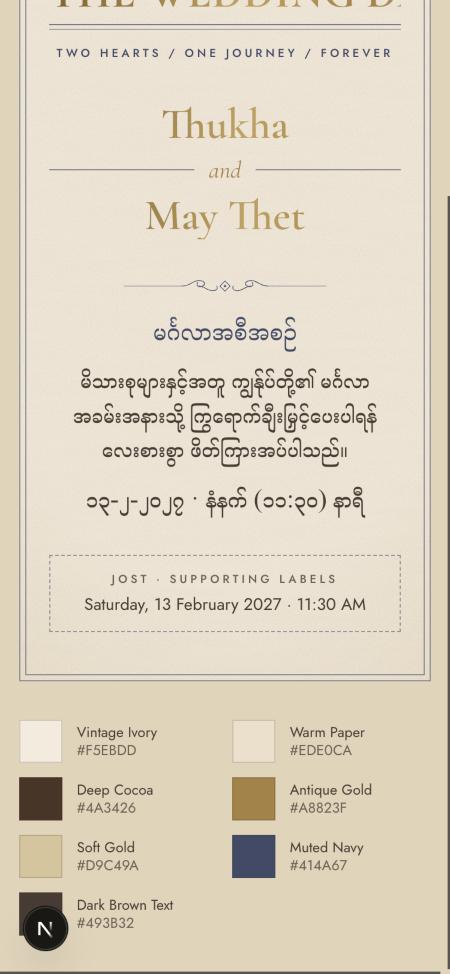 THE WEDDING DA
TWO HEARTS / ONE JOURNEY / FOREVER
Thukha
and
May Thet
မင်္ဂလာအစီအစဉ်
မိသားစုများနှင့်အတူ ကျွန်ုပ်တို့၏ မင်္ဂလာ
အခမ်းအနားသို့ ကြွရောက်ချီးမြှင့်ပေးပါရန်
လေးစားစွာ ဖိတ်ကြားအပ်ပါသည်။
၁၃-၂-၂၀၂၇ · နံနက် (၁၁:၃၀) နာရီ
JOST · SUPPORTING LABELS
Saturday, 13 February 2027 · 11:30 AM
Vintage Ivory
#F5EBDD
Warm Paper
#EDE0CA
Deep Cocoa
#4A3426
Antique Gold
#A8823F
Soft Gold
#D9C49A
Muted Navy
#414A67
Dark Brown Text
#493B32
N